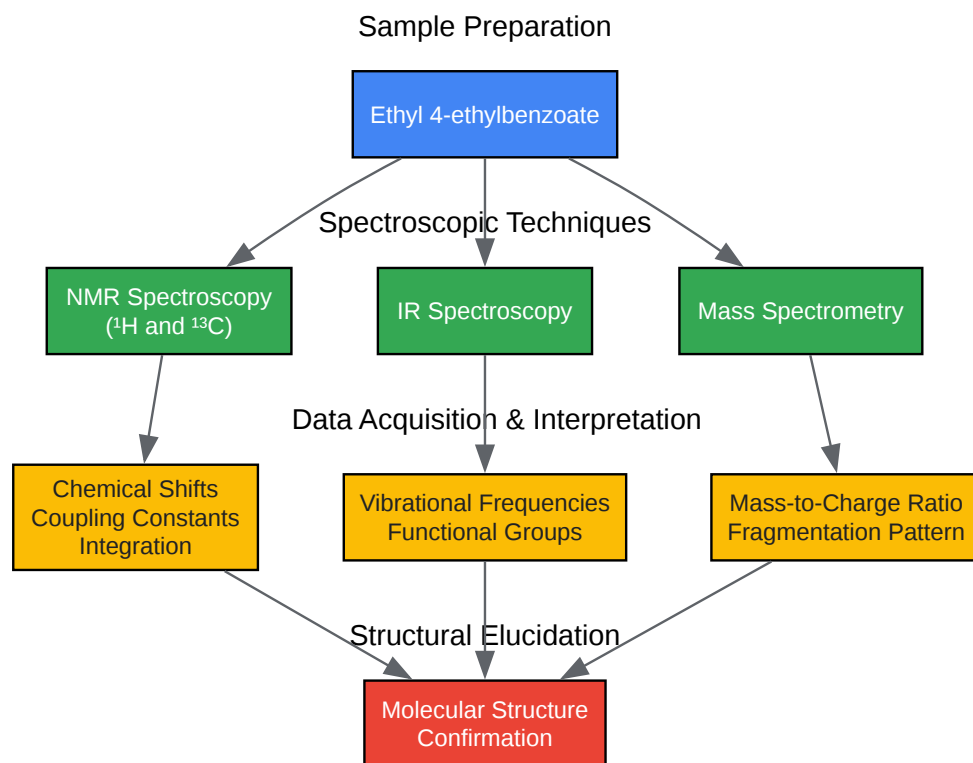 Sample Preparation
Ethyl 4-ethylbenzoate
Spectroscopic Techniques
NMR Spectroscopy
(¹H and ¹³C)
IR Spectroscopy
Mass Spectrometry
Data Acquisition & Interpretation
Chemical Shifts
Coupling Constants
Integration
Vibrational Frequencies
Functional Groups
Mass-to-Charge Ratio
Fragmentation Pattern
Structural Elucidation
Molecular Structure
Confirmation